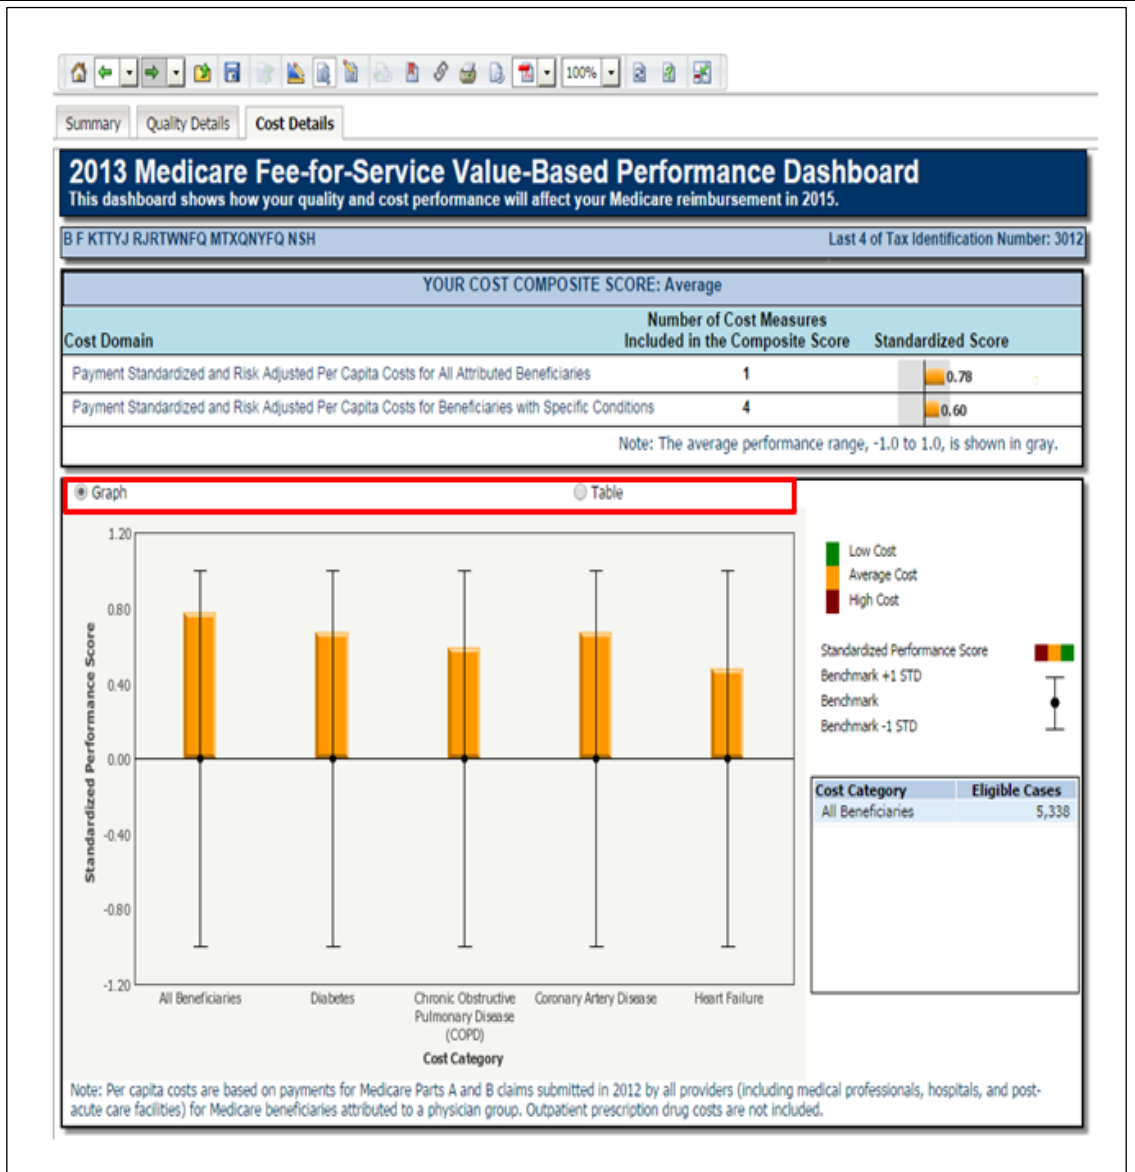 100%
Summary Quality Details Cost Details
2013 Medicare Fee-for-Service Value-Based Performance Dashboard
This dashboard shows how your quality and cost performance will affect your Medicare reimbursement in 2015.
B F KTTYJ RJRTWNFQ MTXQNYFQ NSH Last 4 of Tax Identification Number: 3012
YOUR COST COMPOSITE SCORE: Average
Cost Domain Number of Cost Measures
Included in the Composite Score Standardized Score
Payment Standardized and Risk Adjusted Per Capita Costs for All Attributed Beneficiaries 1 0.78
Payment Standardized and Risk Adjusted Per Capita Costs for Beneficiaries with Specific Conditions 4 0.60
Note: The average performance range, -1.0 to 1.0, is shown in gray.
Graph Table
Standardized Performance Score
1.20
0.80
0.40
0.00
-0.40
-0.80
-1.20
All Beneficiaries
Diabetes
Chronic Obstructive
Pulmonary Disease
(COPD)
Coronary Artery Disease
Heart Failure
Cost Category
Low Cost
Average Cost
High Cost
Standardized Performance Score
Benchmark +1 STD
Benchmark
Benchmark -1 STD
Cost Category Eligible Cases
All Beneficiaries 5,338
Note: Per capita costs are based on payments for Medicare Parts A and B claims submitted in 2012 by all providers (including medical professionals, hospitals, and post-
acute care facilities) for Medicare beneficiaries attributed to a physician group. Outpatient prescription drug costs are not included.